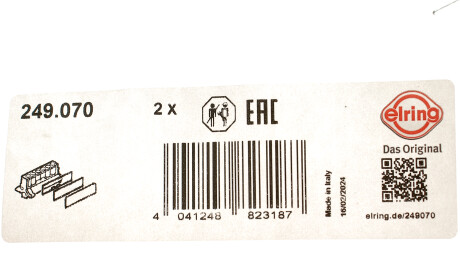 249.070
2 x
EAC
elring
Das Original
4 041248 823187
Made in Italy
16/02/2024
elring.de/249070